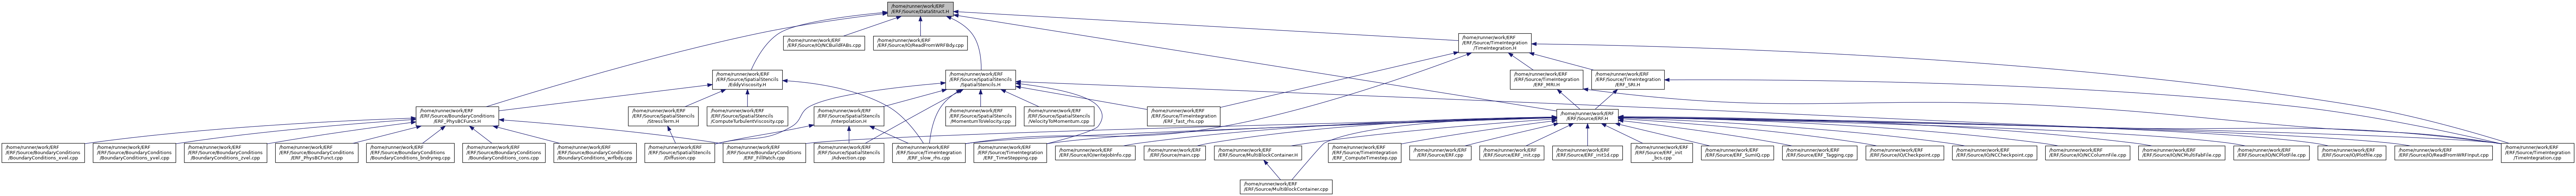 /home/runner/work/ERF
/ERF/Source/DataStruct.H
/home/runner/work/ERF
/ERF/Source/IO/NCBuildFABs.cpp
/home/runner/work/ERF
/ERF/Source/IO/ReadFromWRFBdy.cpp
/home/runner/work/ERF
/ERF/Source/TimeIntegration
/TimeIntegration.H
/home/runner/work/ERF
/ERF/Source/SpatialStencils
/EddyViscosity.H
/home/runner/work/ERF
/ERF/Source/SpatialStencils
/SpatialStencils.H
/home/runner/work/ERF
/ERF/Source/TimeIntegration
/ERF_MRI.H
/home/runner/work/ERF
/ERF/Source/TimeIntegration
/ERF_SRI.H
/home/runner/work/ERF
/ERF/Source/BoundaryConditions
/ERF_PhysBCFunct.H
/home/runner/work/ERF
/ERF/Source/SpatialStencils
/StressTerm.H
/home/runner/work/ERF
/ERF/Source/SpatialStencils
/ComputeTurbulentViscosity.cpp
/home/runner/work/ERF
/ERF/Source/SpatialStencils
/Interpolation.H
/home/runner/work/ERF
/ERF/Source/SpatialStencils
/MomentumToVelocity.cpp
/home/runner/work/ERF
/ERF/Source/SpatialStencils
/VelocityToMomentum.cpp
/home/runner/work/ERF
/ERF/Source/TimeIntegration
/ERF_fast_rhs.cpp
/home/runner/work/ERF
/ERF/Source/ERF.H
/home/runner/work/ERF
/ERF/Source/BoundaryConditions
/BoundaryConditions_xvel.cpp
/home/runner/work/ERF
/ERF/Source/BoundaryConditions
/BoundaryConditions_yvel.cpp
/home/runner/work/ERF
/ERF/Source/BoundaryConditions
/BoundaryConditions_zvel.cpp
/home/runner/work/ERF
/ERF/Source/BoundaryConditions
/ERF_PhysBCFunct.cpp
/home/runner/work/ERF
/ERF/Source/BoundaryConditions
/BoundaryConditions_bndryreg.cpp
/home/runner/work/ERF
/ERF/Source/BoundaryConditions
/BoundaryConditions_cons.cpp
/home/runner/work/ERF
/ERF/Source/BoundaryConditions
/BoundaryConditions_wrfbdy.cpp
/home/runner/work/ERF
/ERF/Source/SpatialStencils
/Diffusion.cpp
/home/runner/work/ERF
/ERF/Source/BoundaryConditions
/ERF_FillPatch.cpp
/home/runner/work/ERF
/ERF/Source/SpatialStencils
/Advection.cpp
/home/runner/work/ERF
/ERF/Source/TimeIntegration
/ERF_slow_rhs.cpp
/home/runner/work/ERF
/ERF/Source/TimeIntegration
/ERF_TimeStepping.cpp
/home/runner/work/ERF
/ERF/Source/IO/writeJobInfo.cpp
/home/runner/work/ERF
/ERF/Source/main.cpp
/home/runner/work/ERF
/ERF/Source/MultiBlockContainer.H
/home/runner/work/ERF
/ERF/Source/TimeIntegration
/ERF_ComputeTimestep.cpp
/home/runner/work/ERF
/ERF/Source/ERF.cpp
/home/runner/work/ERF
/ERF/Source/ERF_init.cpp
/home/runner/work/ERF
/ERF/Source/ERF_init1d.cpp
/home/runner/work/ERF
/ERF/Source/ERF_init
_bcs.cpp
/home/runner/work/ERF
/ERF/Source/ERF_SumIQ.cpp
/home/runner/work/ERF
/ERF/Source/ERF_Tagging.cpp
/home/runner/work/ERF
/ERF/Source/IO/Checkpoint.cpp
/home/runner/work/ERF
/ERF/Source/IO/NCCheckpoint.cpp
/home/runner/work/ERF
/ERF/Source/IO/NCColumnFile.cpp
/home/runner/work/ERF
/ERF/Source/IO/NCMultiFabFile.cpp
/home/runner/work/ERF
/ERF/Source/IO/NCPlotFile.cpp
/home/runner/work/ERF
/ERF/Source/IO/Plotfile.cpp
/home/runner/work/ERF
/ERF/Source/IO/ReadFromWRFInput.cpp
/home/runner/work/ERF
/ERF/Source/TimeIntegration
/TimeIntegration.cpp
/home/runner/work/ERF
/ERF/Source/MultiBlockContainer.cpp